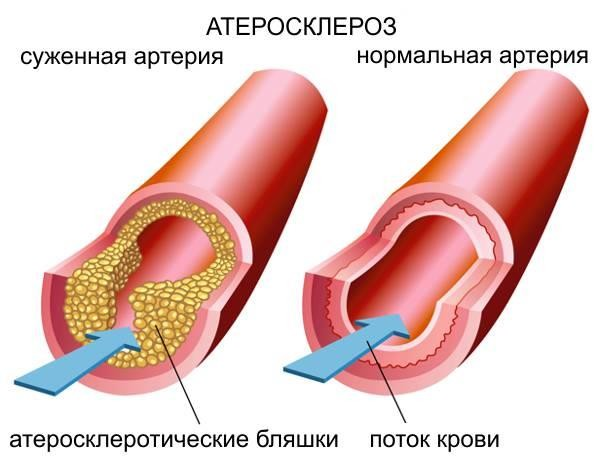 АТЕРОСКЛЕРОЗ
суженная артерия
нормальная артерия
атеросклеротические бляшки
поток крови